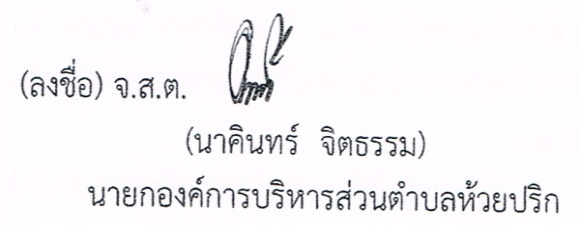 (ลงชื่อ) จ.ส.ต.
(นาคินทร์ จิตธรรม)
นายกองค์การบริหารส่วนตำบลห้วยปริก